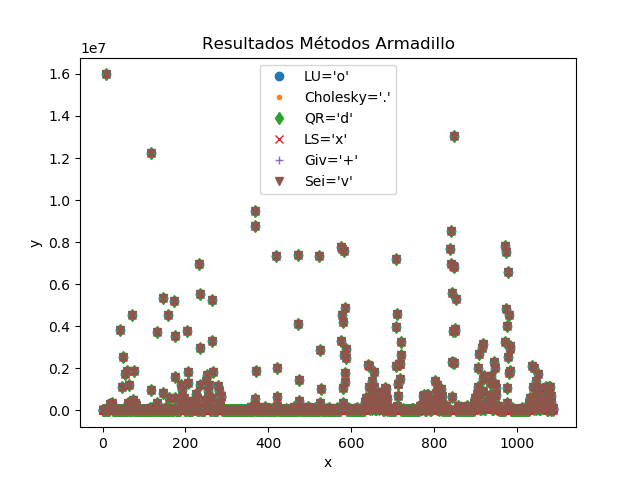 Resultados Métodos Armadillo
1e7
1.6
1.4
1.2
1.0
0.8
0.6
0.4
0.2
0.0
y
LU='o'
Cholesky='.'
QR='d'
LS='x'
Giv='+'
Sei='v'
0 200 400 600 800 1000
x